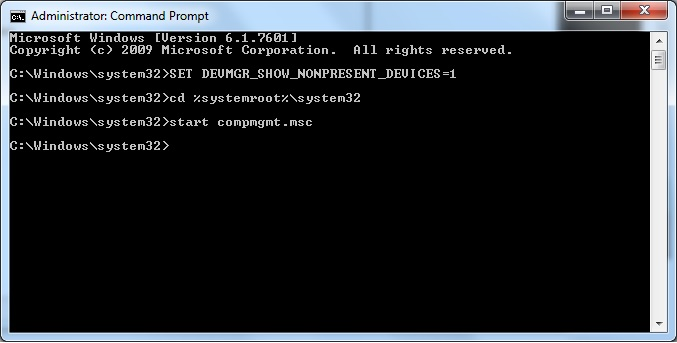 Administrator: Command Prompt
Microsoft Windows [Version 6.1.7601]
Copyright (c) 2009 Microsoft Corporation.  All rights reserved.
C:\Windows\system32>SET DEVMGR_SHOW_NONPRESENT_DEVICES=1
C:\Windows\system32>cd %systemroot%\system32
C:\Windows\system32>start compmgmt.msc
C:\Windows\system32>